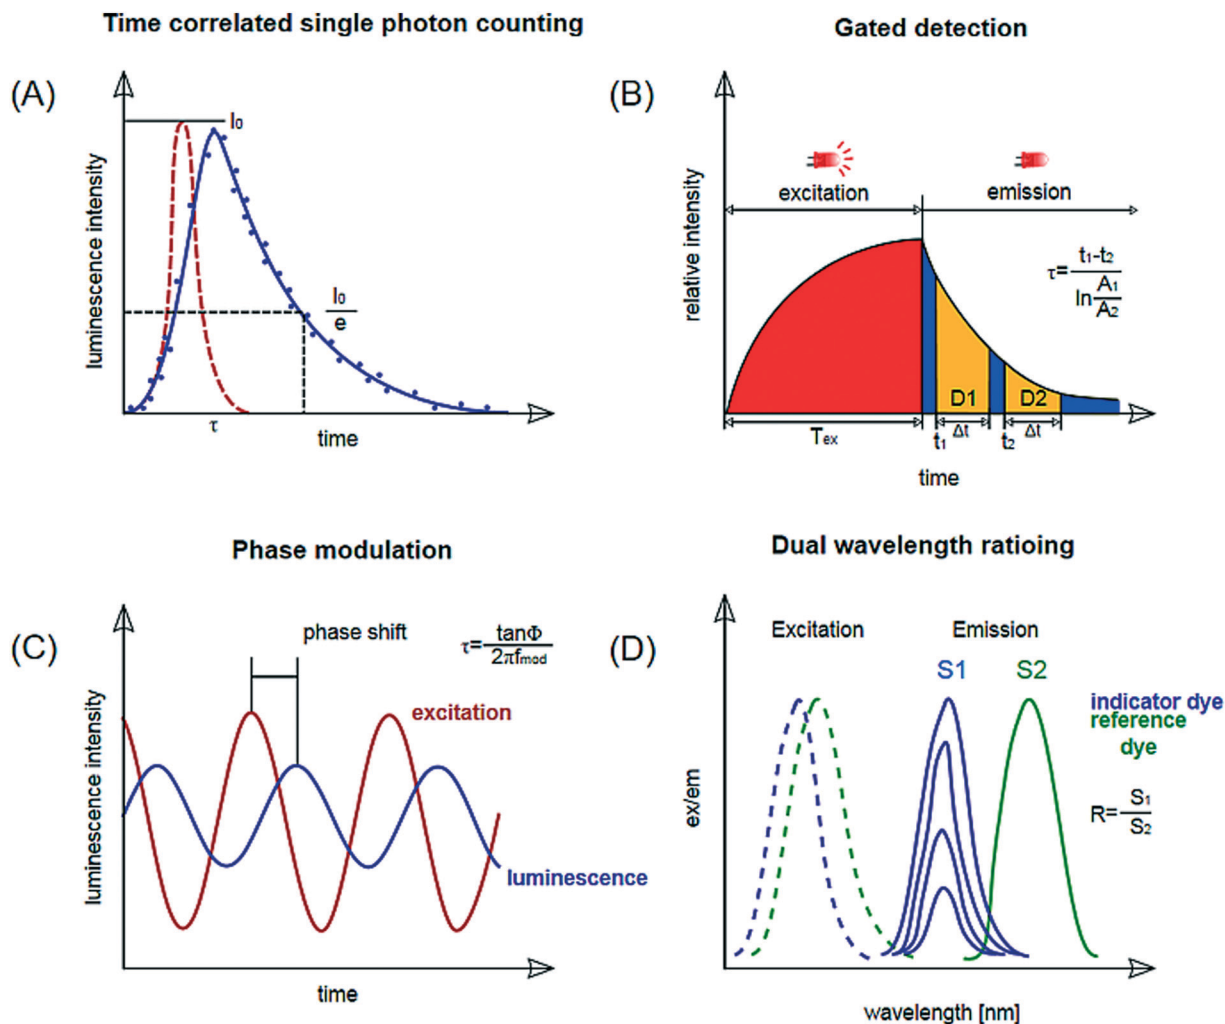 Time correlated single photon counting
(A)
luminescence intensity
I₀
I₀
e
τ
time
Gated detection
(B)
relative intensity
excitation
emission
τ=
t₁-t₂
ln
A₁
A₂
D1
D2
Tex
t₁
Δt
t₂
Δt
time
Phase modulation
(C)
luminescence intensity
phase shift
τ=
tanΦ
2πfmod
excitation
luminescence
time
Dual wavelength ratioing
(D)
ex/em
Excitation
Emission
S1
S2
indicator dye
reference
dye
R=
S₁
S₂
wavelength [nm]